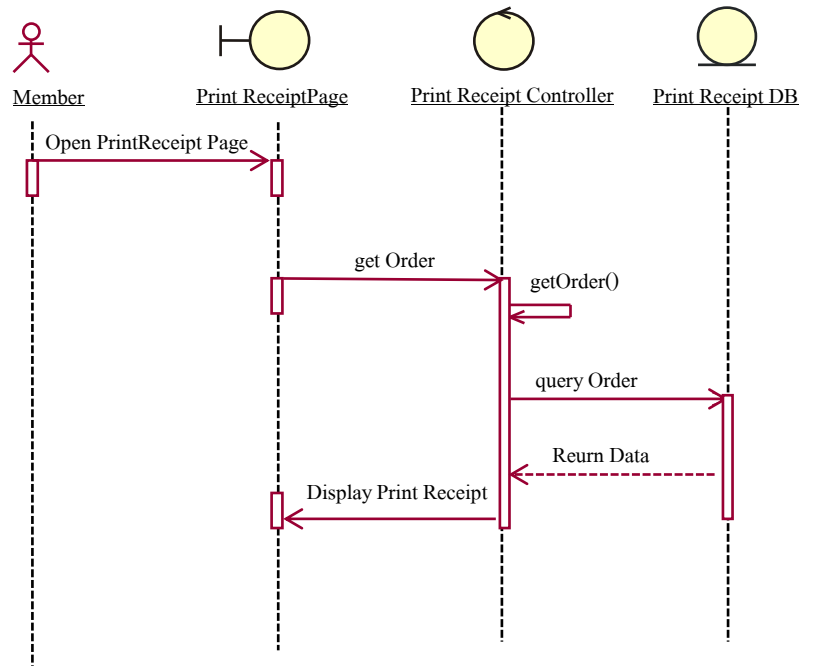 Member
Print ReceiptPage
Print Receipt Controller
Print Receipt DB
Open PrintReceipt Page
get Order
getOrder()
query Order
Reurn Data
Display Print Receipt